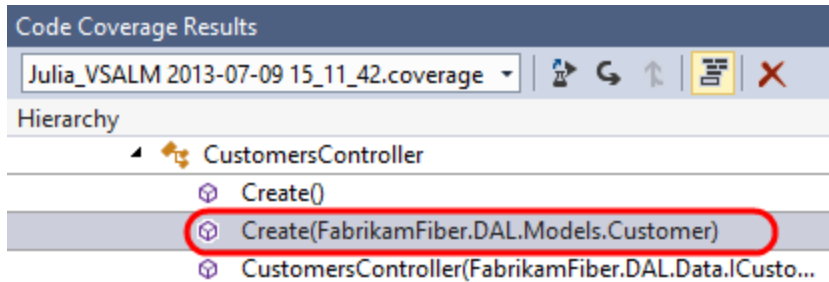 Code Coverage Results
Julia_VSALM 2013-07-09 15_11_42.coverage
Hierarchy
CustomersController
Create()
Create(FabrikamFiber.DAL.Models.Customer)
CustomersController(FabrikamFiber.DAL.Data.ICusto...